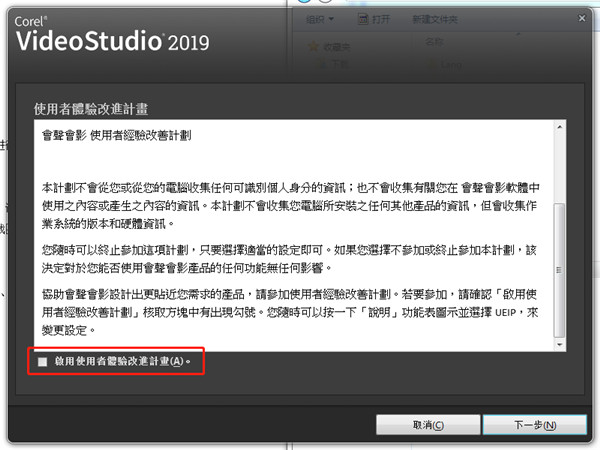 组织
打开
新建文件夹
收藏夹
名称
Corel®
VideoStudio® 2019
使用者體驗改進計畫
會聲會影 使用者經驗改善計劃
本計劃不會從您或從您的電腦收集任何可識別個人身分的資訊；也不會收集有關您在 會聲會影軟體中
使用之內容或產生之內容的資訊。本計劃不會收集您電腦所安裝之任何其他產品的資訊，但會收集作
業系統的版本和硬體資訊。
您隨時可以終止參加這項計劃，只要選擇適當的設定即可。如果您選擇不參加或終止參加本計劃，該
決定對於您能否使用會聲會影產品的任何功能無任何影響。
協助會聲會影設計出更貼近您需求的產品，請參加使用者經驗改善計劃。若要參加，請確認「啟用使
用者經驗改善計劃」核取方塊中有出現勾號。您隨時可以按一下「說明」功能表圖示並選擇 UEIP，來
變更設定。
啟用使用者體驗改進計畫(A)。
取消(C)
下一步(N)